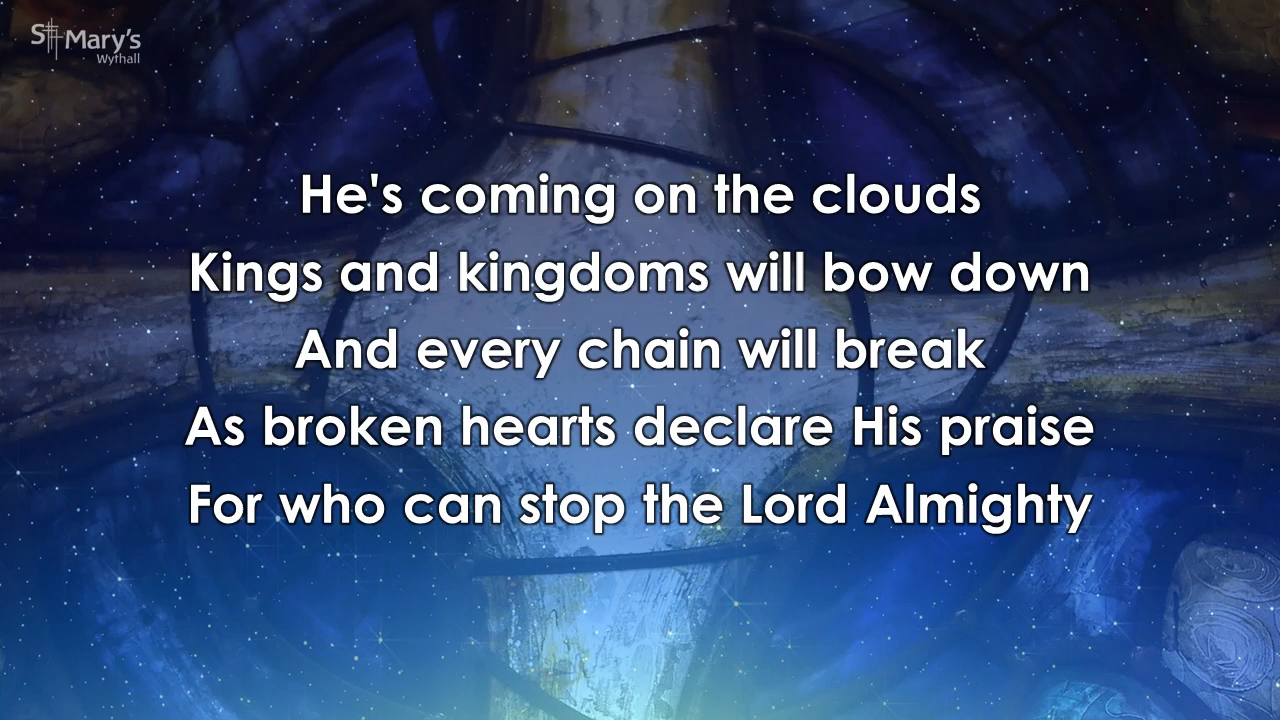 St Mary's
Wythall
He's coming on the clouds
Kings and kingdoms will bow down
And every chain will break
As broken hearts declare His praise
For who can stop the Lord Almighty